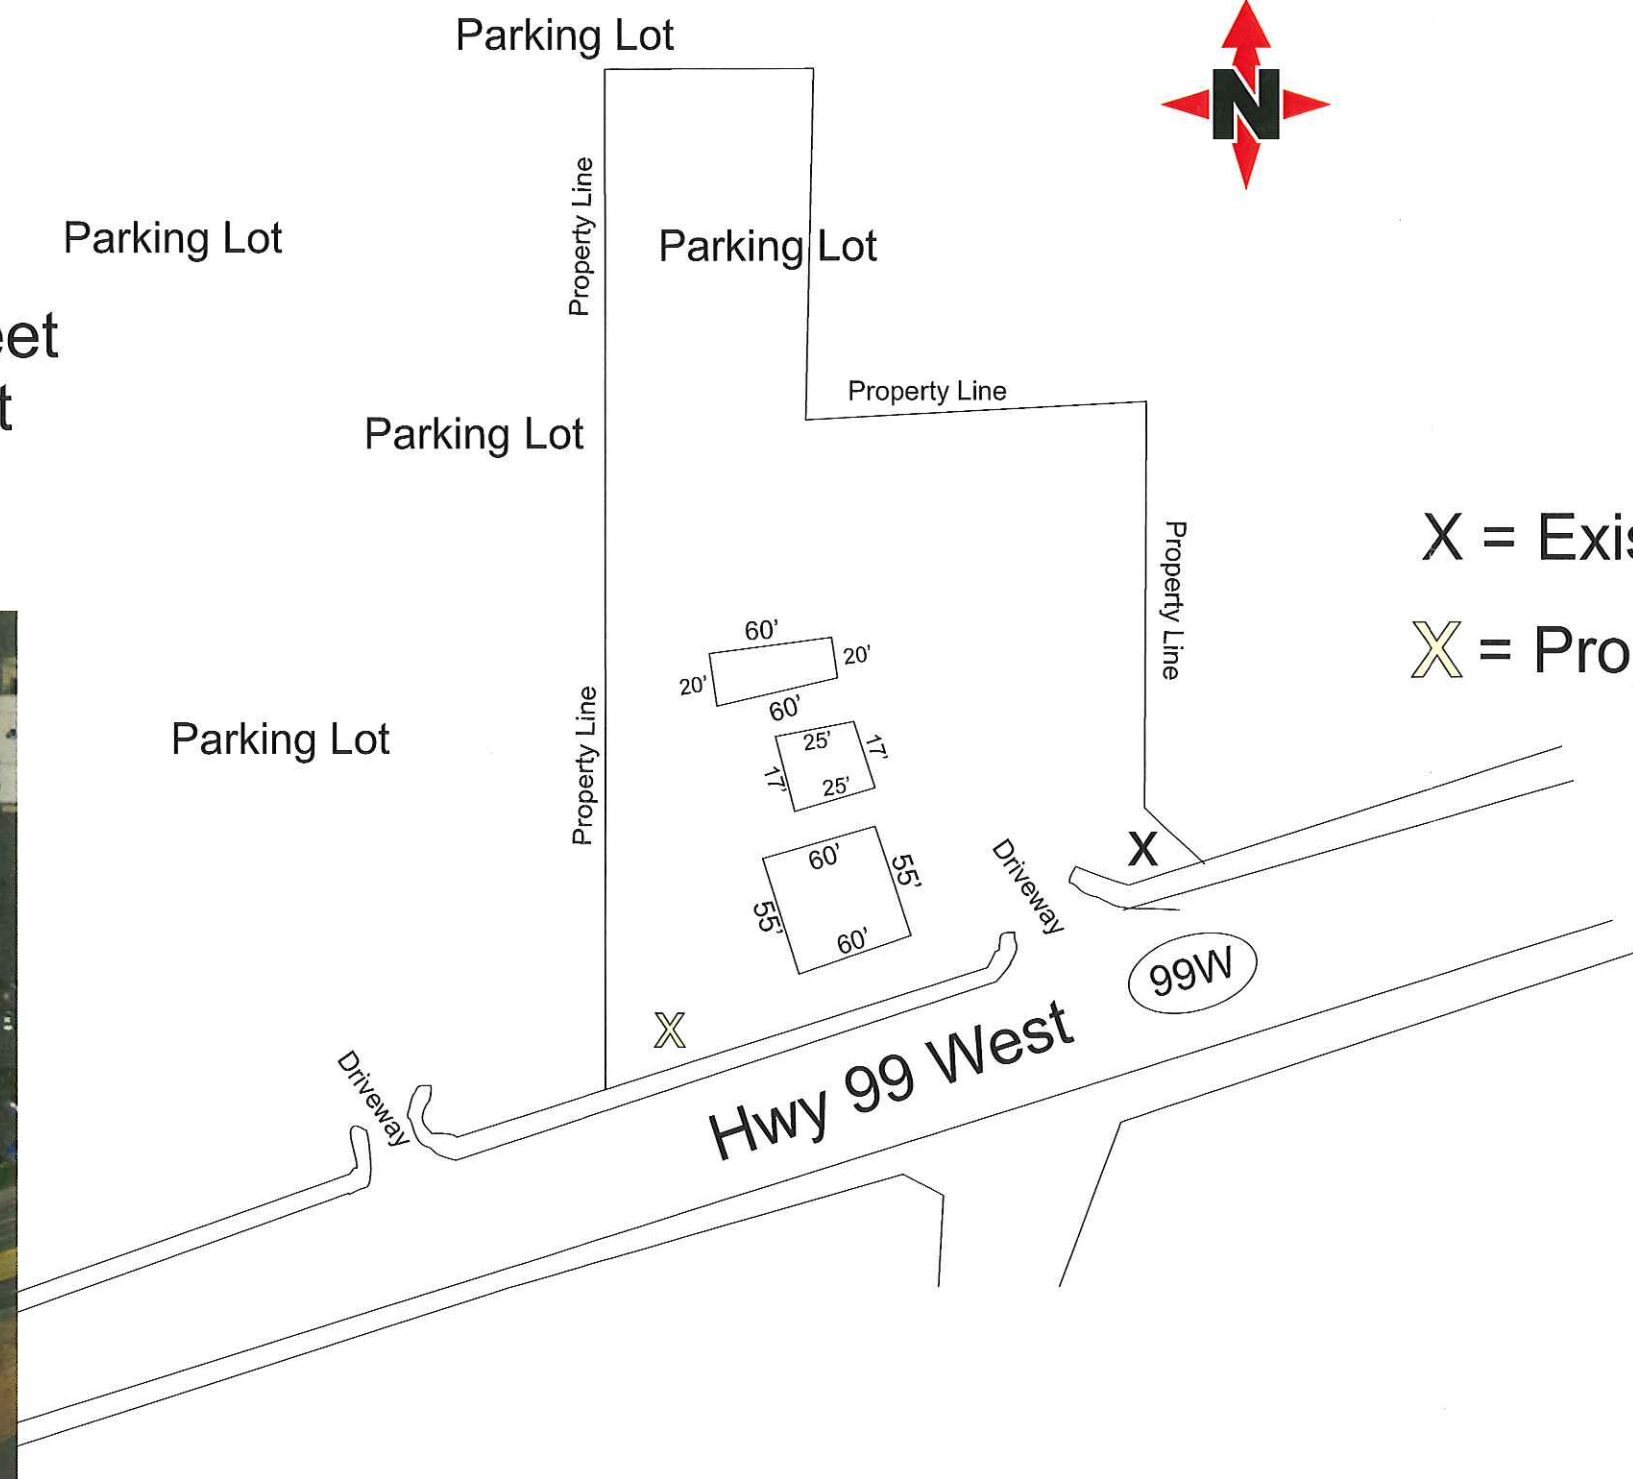 Parking Lot
N
Property Line
Parking Lot
Parking Lot
eet
t
Property Line
Parking Lot
Property Line
X = Exis
X = Pro
60'
20'
20'
60'
Property Line
Parking Lot
25'
17'
17'
25'
X
Driveway
60'
55'
55'
60'
99W
X
Hwy 99 West
Driveway